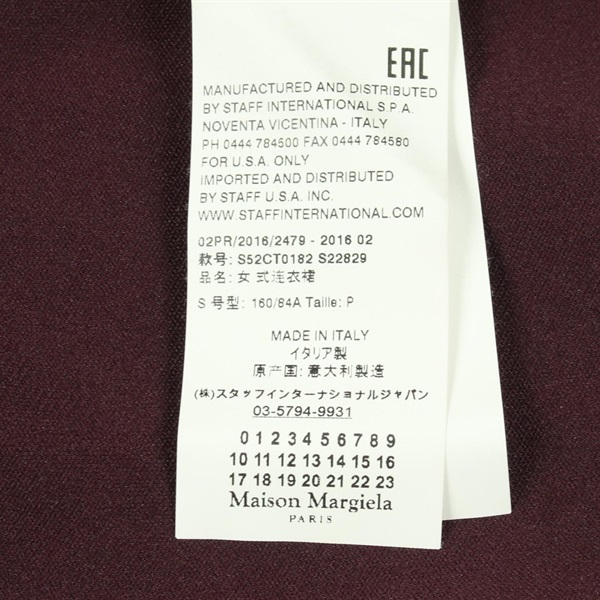 EAC
MANUFACTURED AND DISTRIBUTED
BY STAFF INTERNATIONAL S.P.A.
NOVENTA VICENTINA - ITALY
PH 0444 784500 FAX 0444 784580
FOR U.S.A. ONLY
IMPORTED AND DISTRIBUTED
BY STAFF U.S.A. INC.
WWW.STAFFINTERNATIONAL.COM
02PR/2016/2479 - 2016 02
款号: S52CT0182 S22829
品名: 女 式连衣裙
S 号型: 160/84A Taille: P
MADE IN ITALY
イタリア製
原产国: 意大利製造
(株)スタッフインターナショナルジャパン
03-5794-9931
0 1 2 3 4 5 6 7 8 9
10 11 12 13 14 15 16
17 18 19 20 21 22 23
Maison Margiela
PARIS